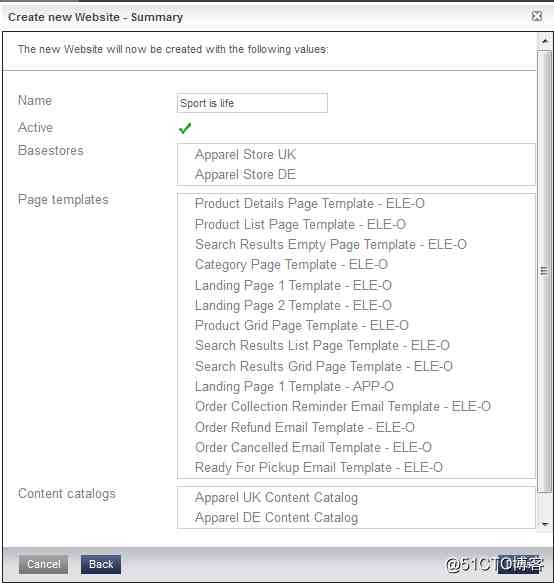 Create new Website - Summary
The new Website will now be created with the following values:
Name
Sport is life
Active
Basestores
Apparel Store UK
Apparel Store DE
Page templates
Product Details Page Template - ELE-O
Product List Page Template - ELE-O
Search Results Empty Page Template - ELE-O
Category Page Template - ELE-O
Landing Page 1 Template - ELE-O
Landing Page 2 Template - ELE-O
Product Grid Page Template - ELE-O
Search Results List Page Template - ELE-O
Search Results Grid Page Template - ELE-O
Landing Page 1 Template - APP-O
Order Collection Reminder Email Template - ELE-O
Order Refund Email Template - ELE-O
Order Cancelled Email Template - ELE-O
Ready For Pickup Email Template - ELE-O
Content catalogs
Apparel UK Content Catalog
Apparel DE Content Catalog
Cancel
Back
@51CTO博客